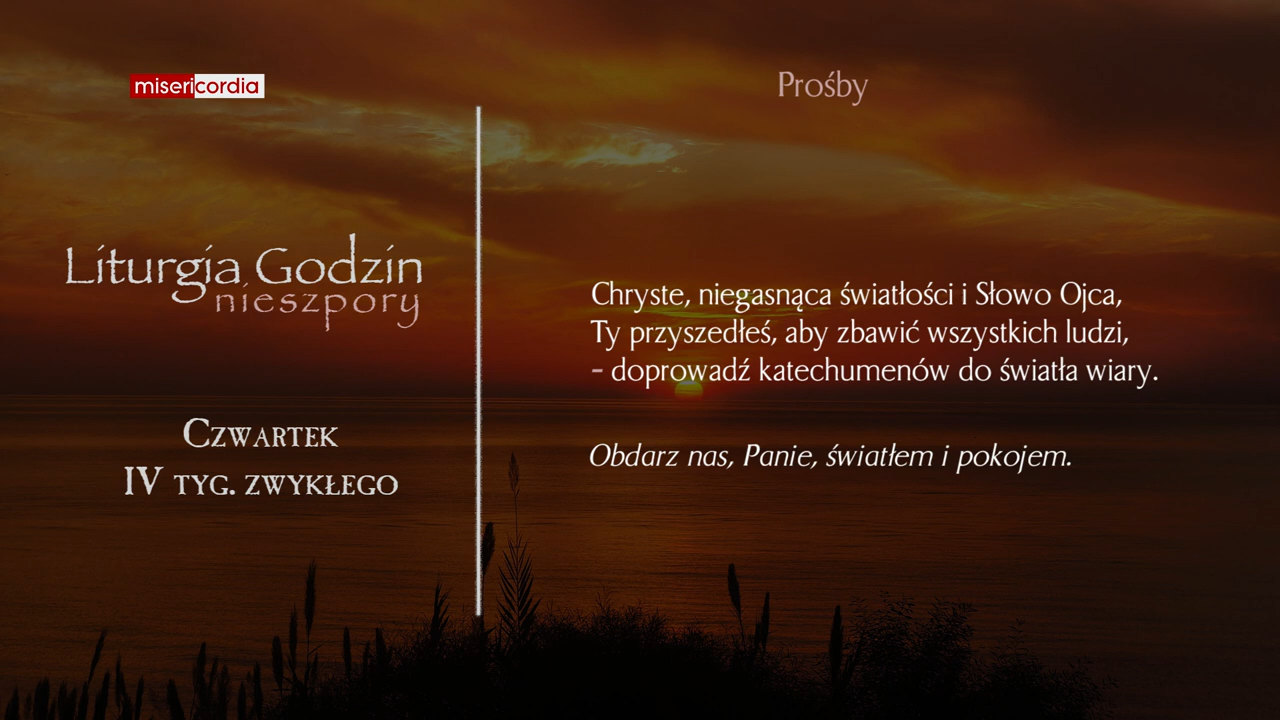 misericordia
Liturgia Godzin
nieszpory
Czwartek
IV tyg. zwykłego
Prośby
Chryste, niegasnąca światłości i Słowo Ojca,
Ty przyszedłeś, aby zbawić wszystkich ludzi,
- doprowadź katechumenów do światła wiary.
Obdarz nas, Panie, światłem i pokojem.